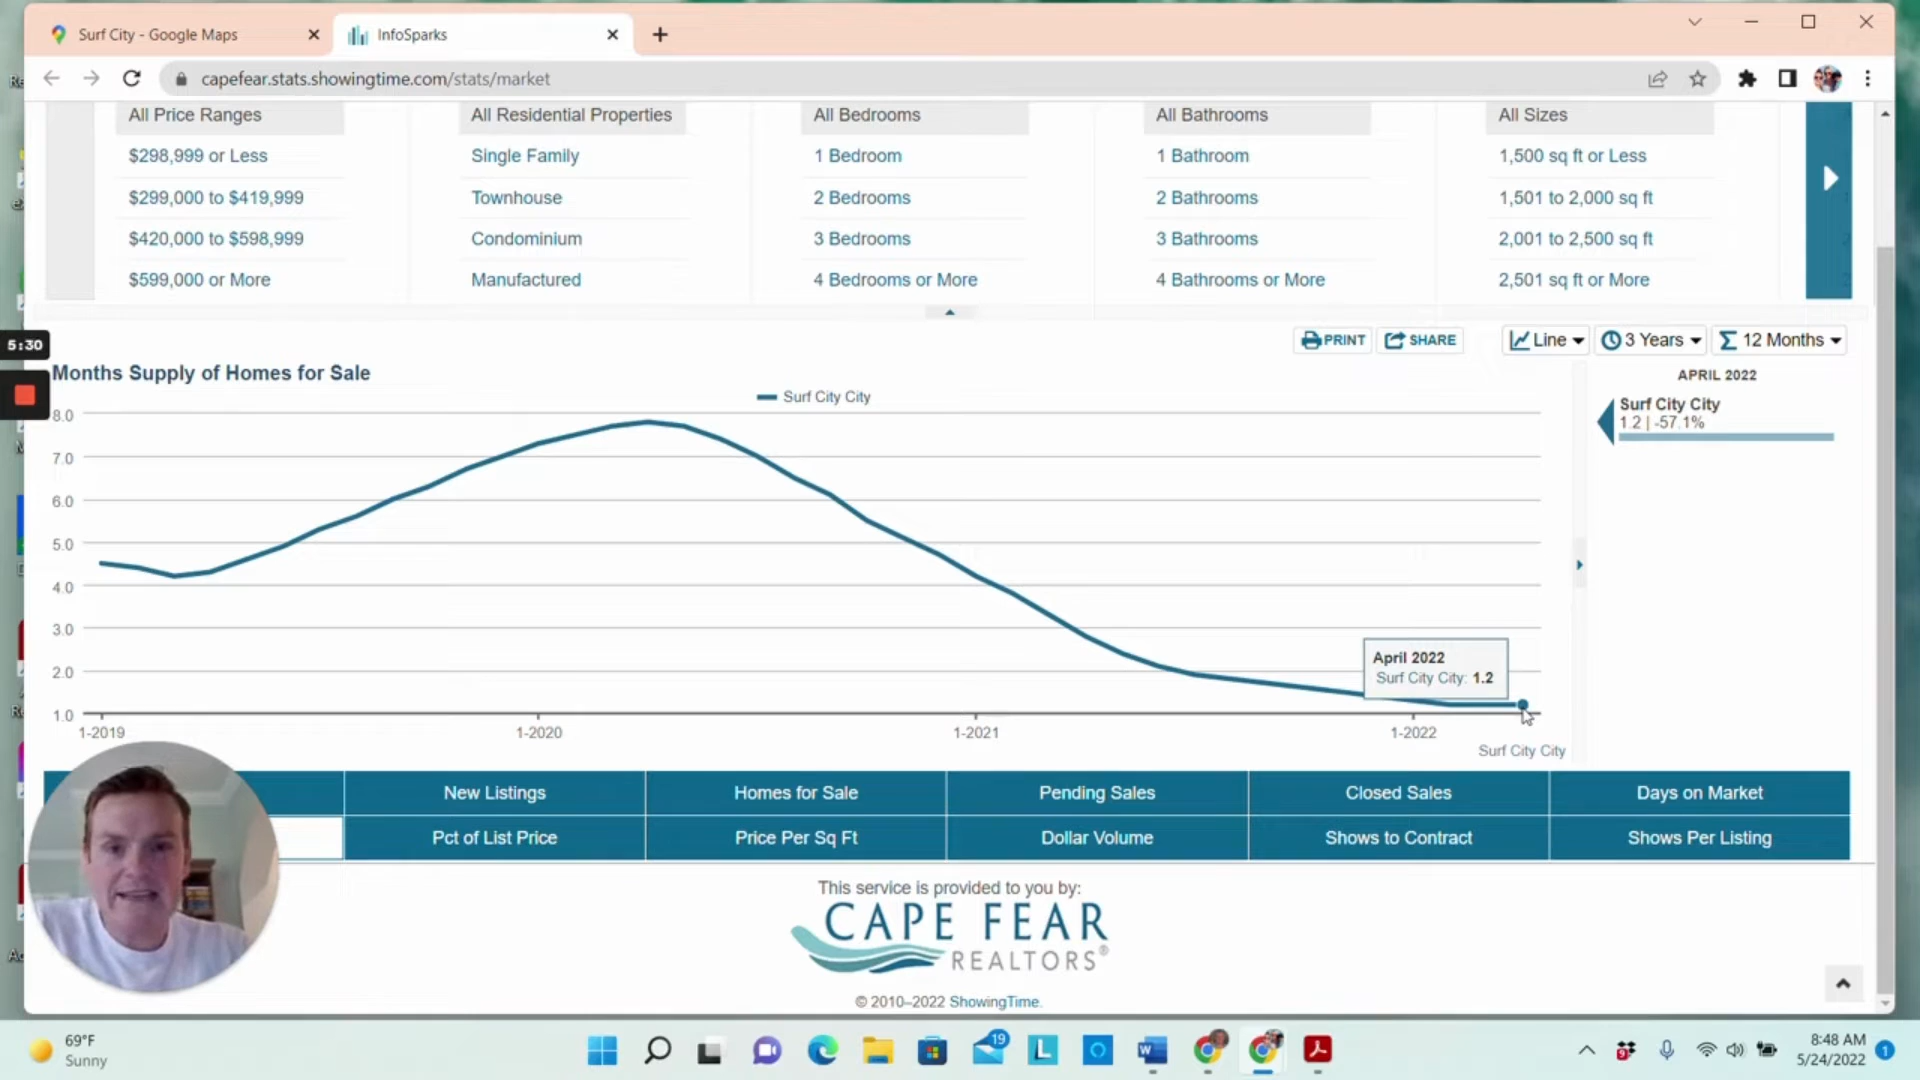 Surf City - Google Maps
InfoSparks
capefear.stats.showingtime.com/stats/market
All Price Ranges
All Residential Properties
All Bedrooms
All Bathrooms
All Sizes
$298,999 or Less
Single Family
1 Bedroom
1 Bathroom
1,500 sq ft or Less
$299,000 to $419,999
Townhouse
2 Bedrooms
2 Bathrooms
1,501 to 2,000 sq ft
$420,000 to $598,999
Condominium
3 Bedrooms
3 Bathrooms
2,001 to 2,500 sq ft
$599,000 or More
Manufactured
4 Bedrooms or More
4 Bathrooms or More
2,501 sq ft or More
5:30
PRINT
SHARE
Line
3 Years
12 Months
Months Supply of Homes for Sale
Surf City City
APRIL 2022
Surf City City
1.2 | -57.1%
8.0
7.0
6.0
5.0
4.0
3.0
2.0
1.0
April 2022
Surf City City: 1.2
1-2019
1-2020
1-2021
1-2022
Surf City City
New Listings
Homes for Sale
Pending Sales
Closed Sales
Days on Market
Pct of List Price
Price Per Sq Ft
Dollar Volume
Shows to Contract
Shows Per Listing
This service is provided to you by:
CAPE FEAR
REALTORS®
© 2010–2022 ShowingTime.
69°F
Sunny
19
L
W
9
8:48 AM
5/24/2022
1